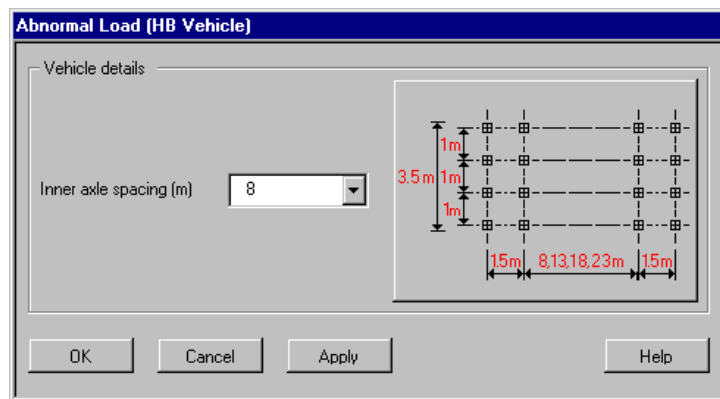 Abnormal Load (HB Vehicle)
Vehicle details
Inner axle spacing (m)
8
1m
3.5m 1m
1m
1.5m 8,13,18,23m 1.5m
OK Cancel Apply Help